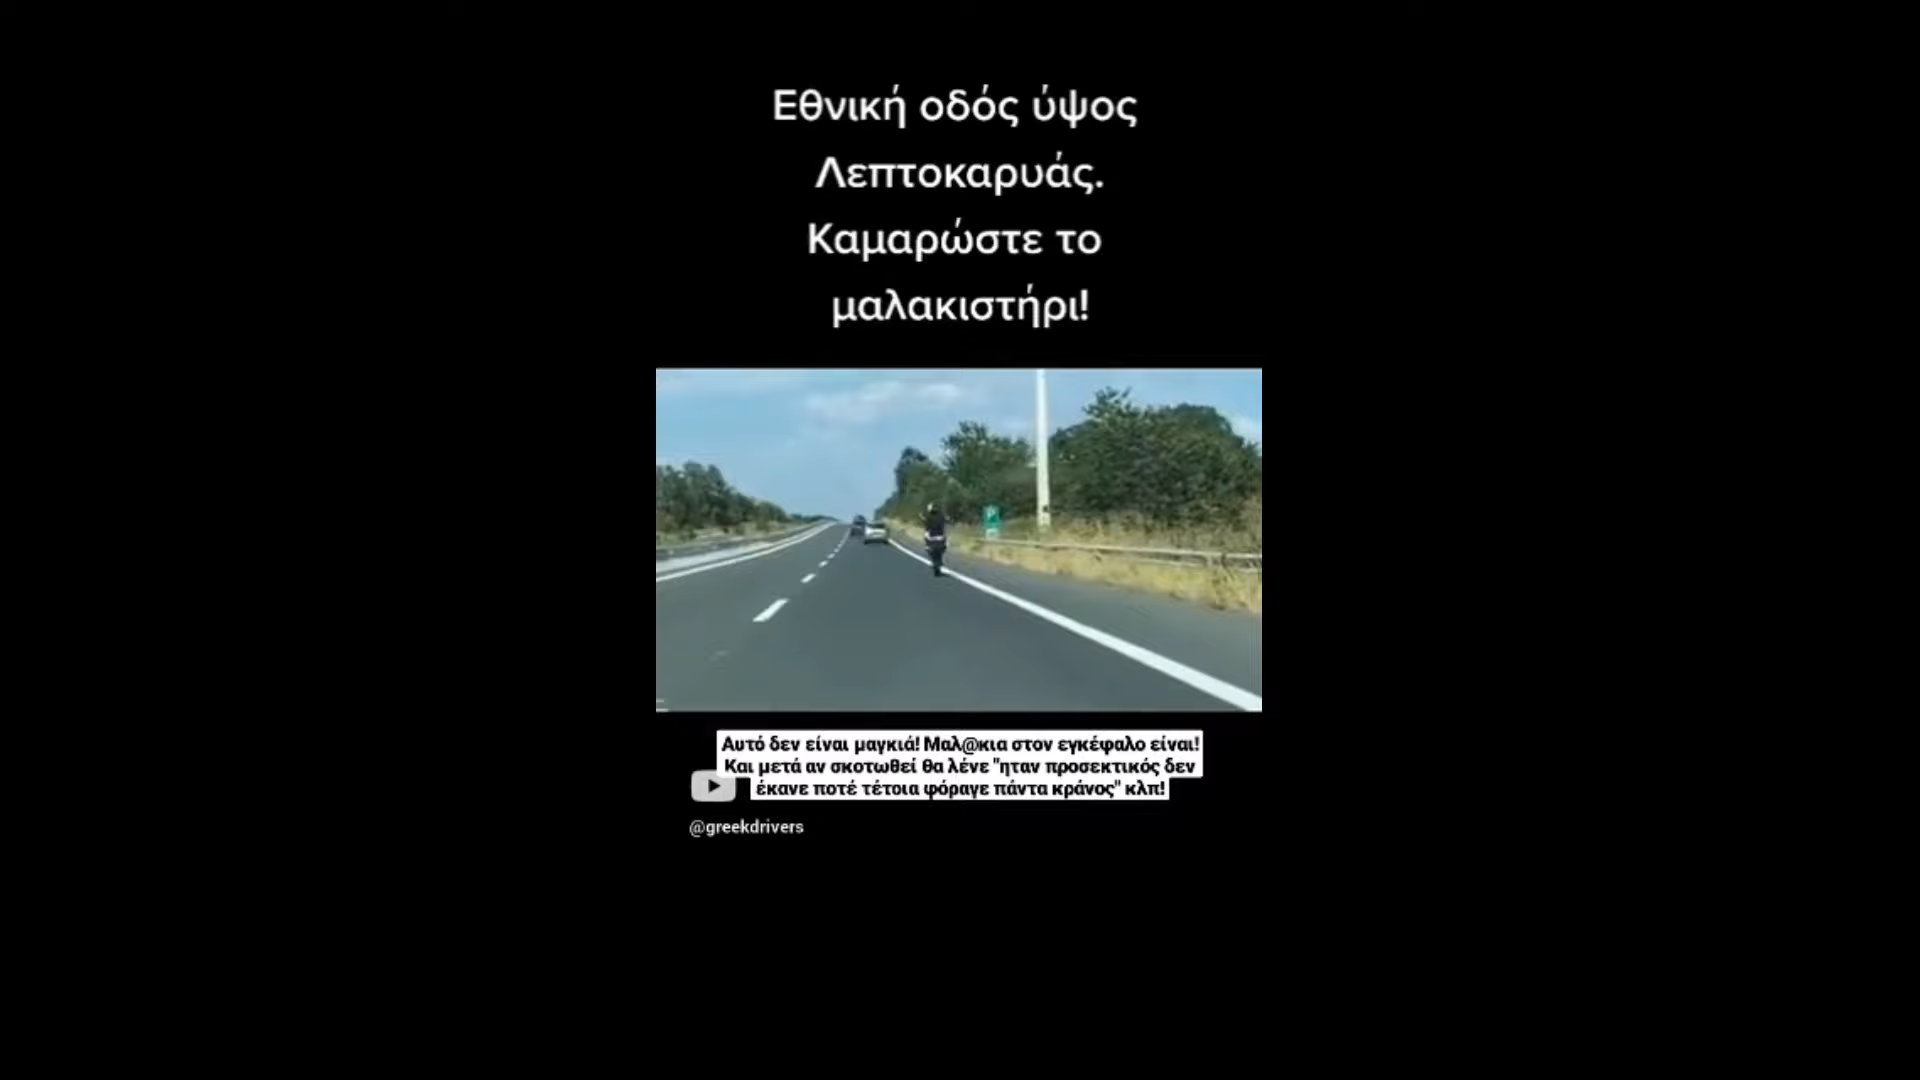 Εθνική οδός ύψος
Λεπτοκαρυάς.
Καμαρώστε το
μαλακιστήρι!
Αυτό δεν είναι μαγκιά! Μαλ@κια στον εγκέφαλο είναι!
Και μετά αν σκοτωθεί θα λένε "ηταν προσεκτικός δεν
έκανε ποτέ τέτοια φόραγε πάντα κράνος" κλπ!
@greekdrivers